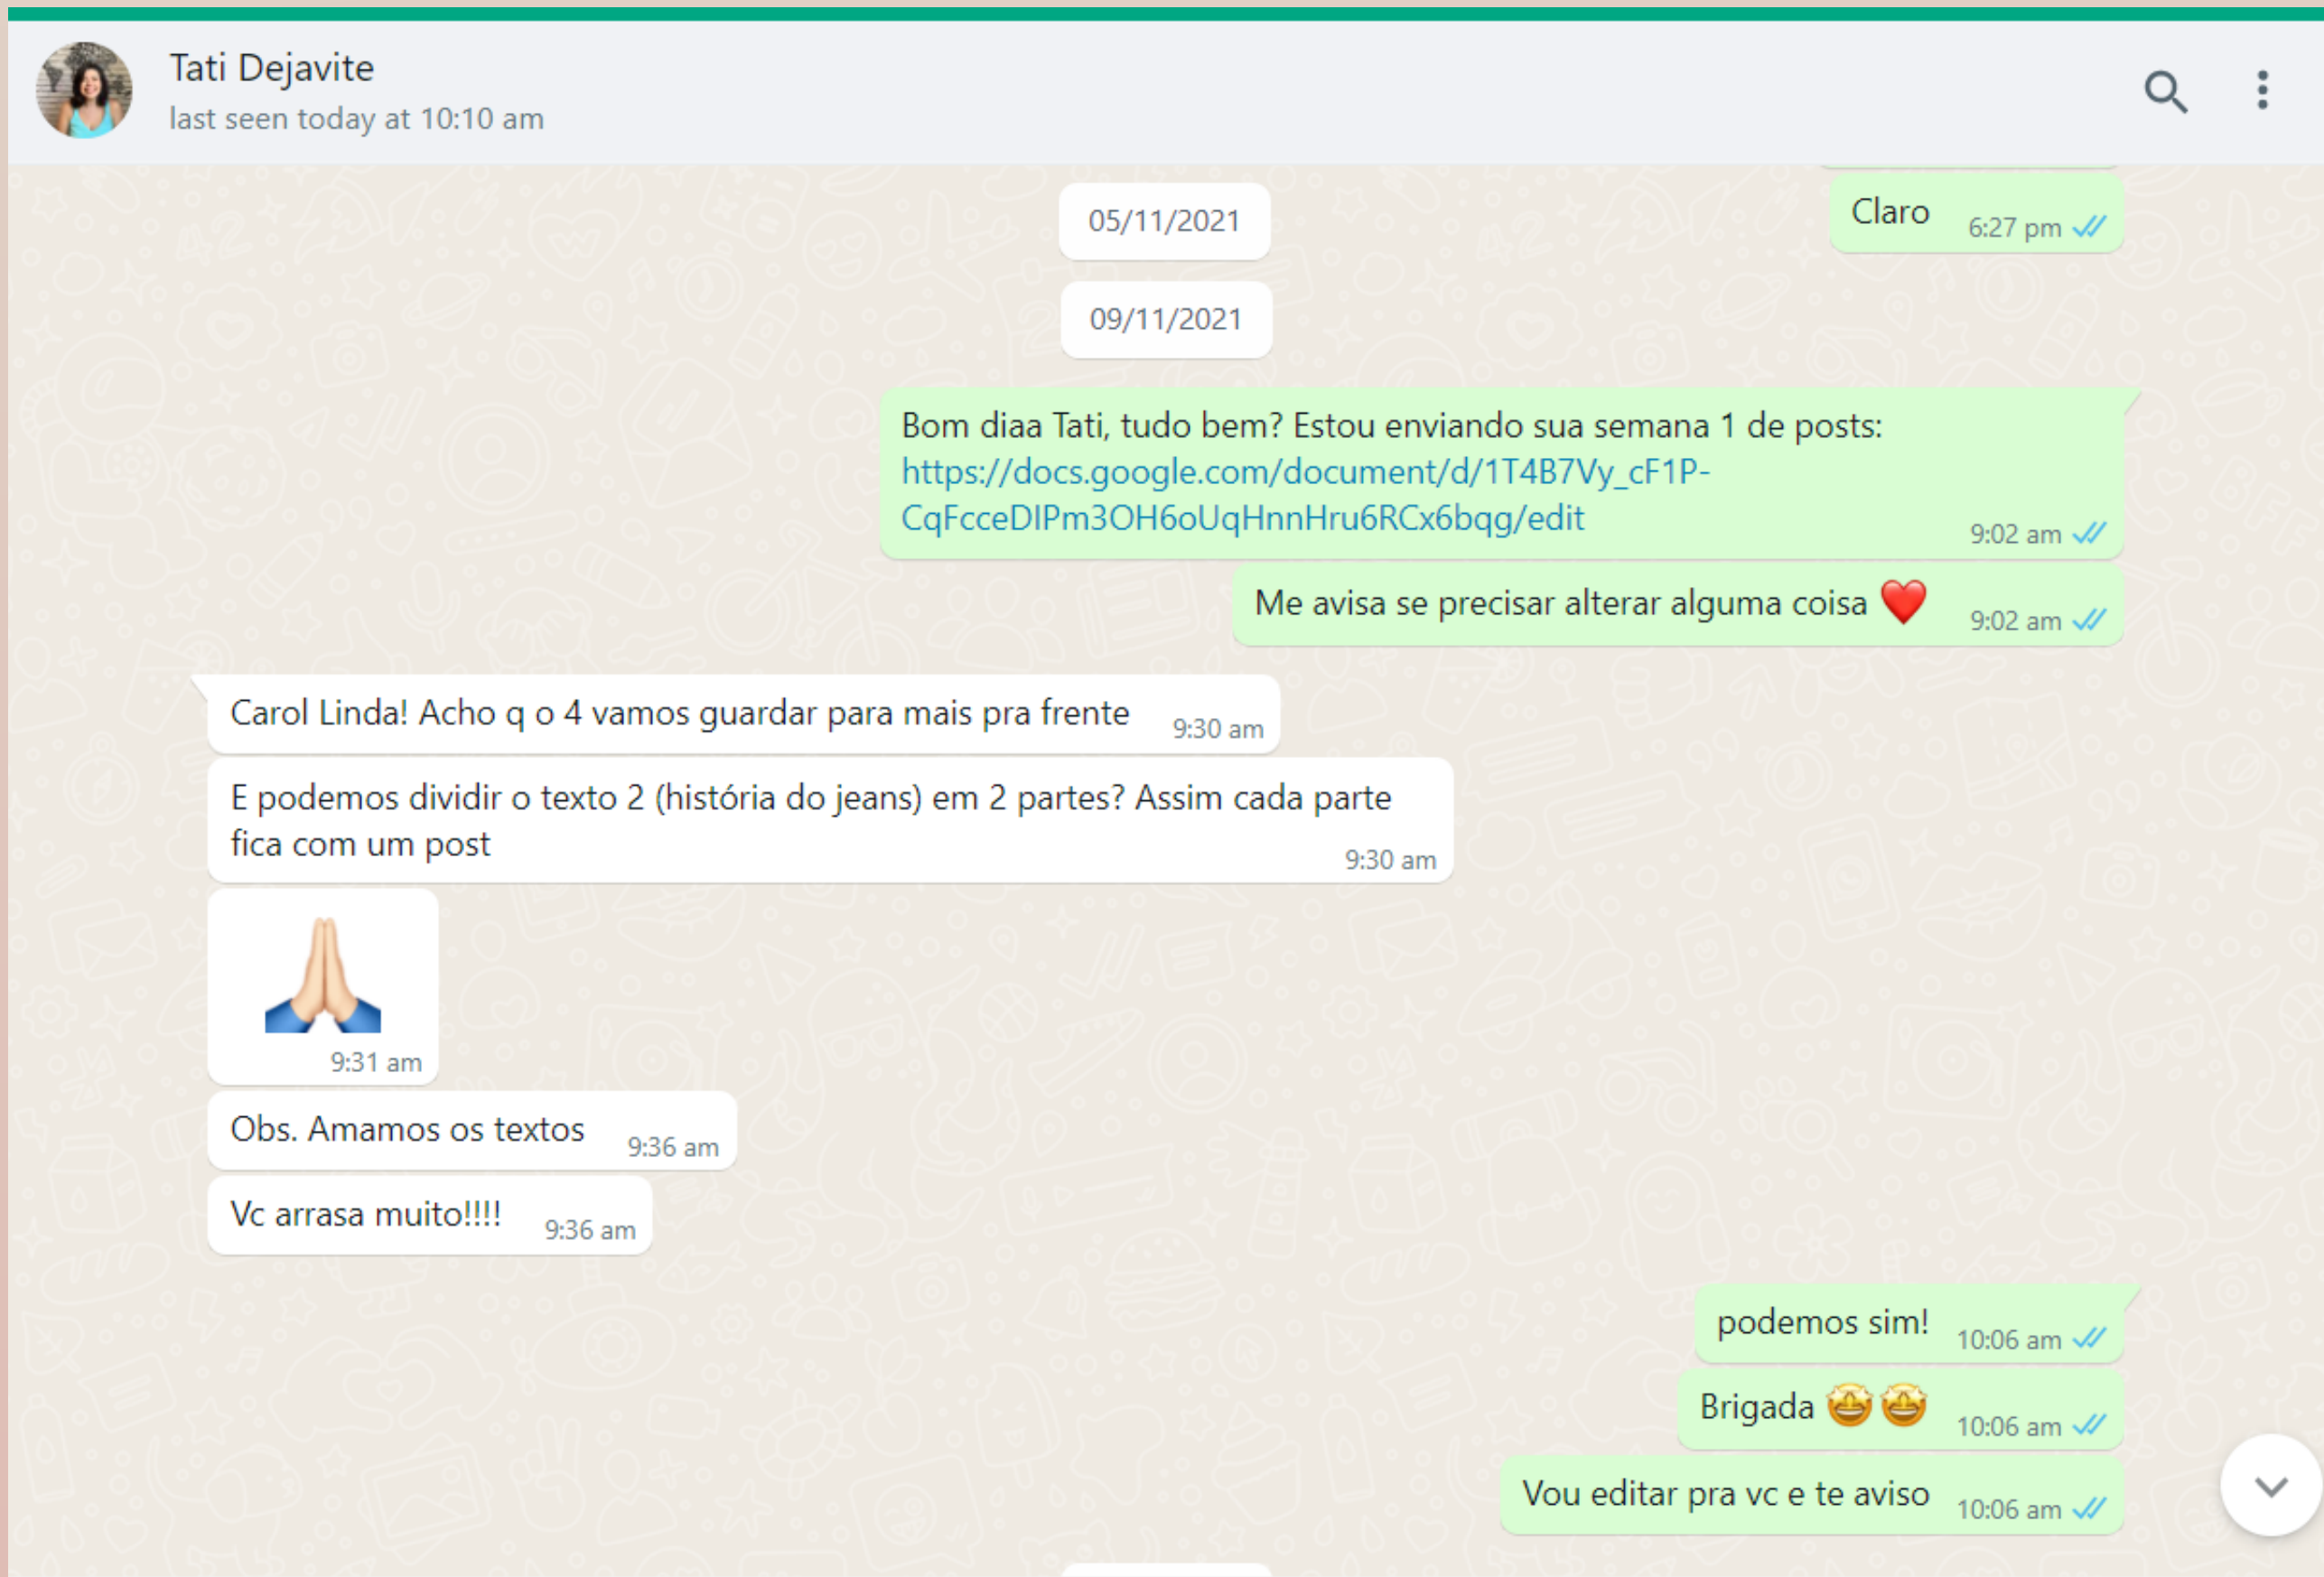 Tati Dejavite
last seen today at 10:10 am
Claro 6:27 pm
05/11/2021
09/11/2021
Bom diaa Tati, tudo bem? Estou enviando sua semana 1 de posts:
https://docs.google.com/document/d/1T4B7Vy_cF1P-
CqFcceDIPm3OH6oUqHnnHru6RCx6bqg/edit 9:02 am
Me avisa se precisar alterar alguma coisa ❤️ 9:02 am
Carol Linda! Acho q o 4 vamos guardar para mais pra frente 9:30 am
E podemos dividir o texto 2 (história do jeans) em 2 partes? Assim cada parte
fica com um post 9:30 am
🙏🏻
9:31 am
Obs. Amamos os textos 9:36 am
Vc arrasa muito!!!! 9:36 am
podemos sim! 10:06 am
Brigada 🤩🤩 10:06 am
Vou editar pra vc e te aviso 10:06 am